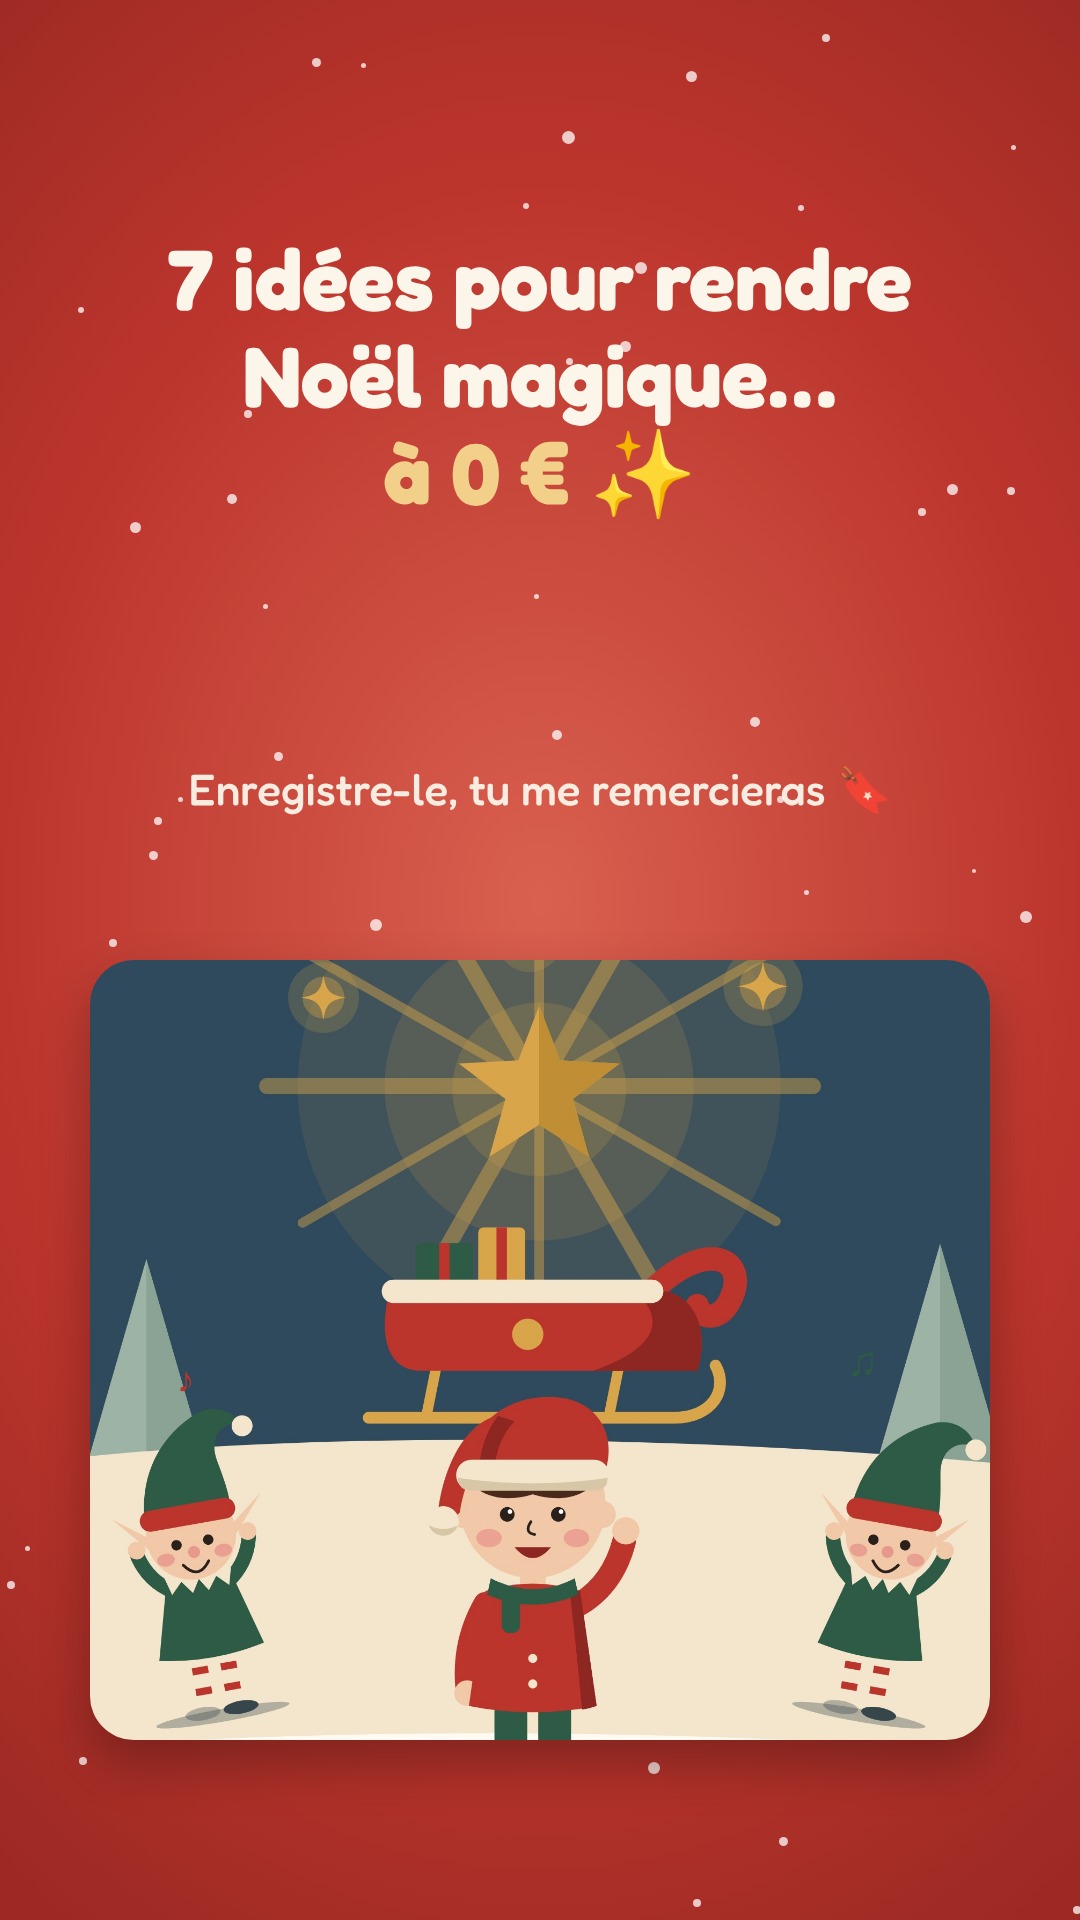 7 idées pour rendre
Noël magique...
à 0 € ✨
Enregistre-le, tu me remercieras 🔖